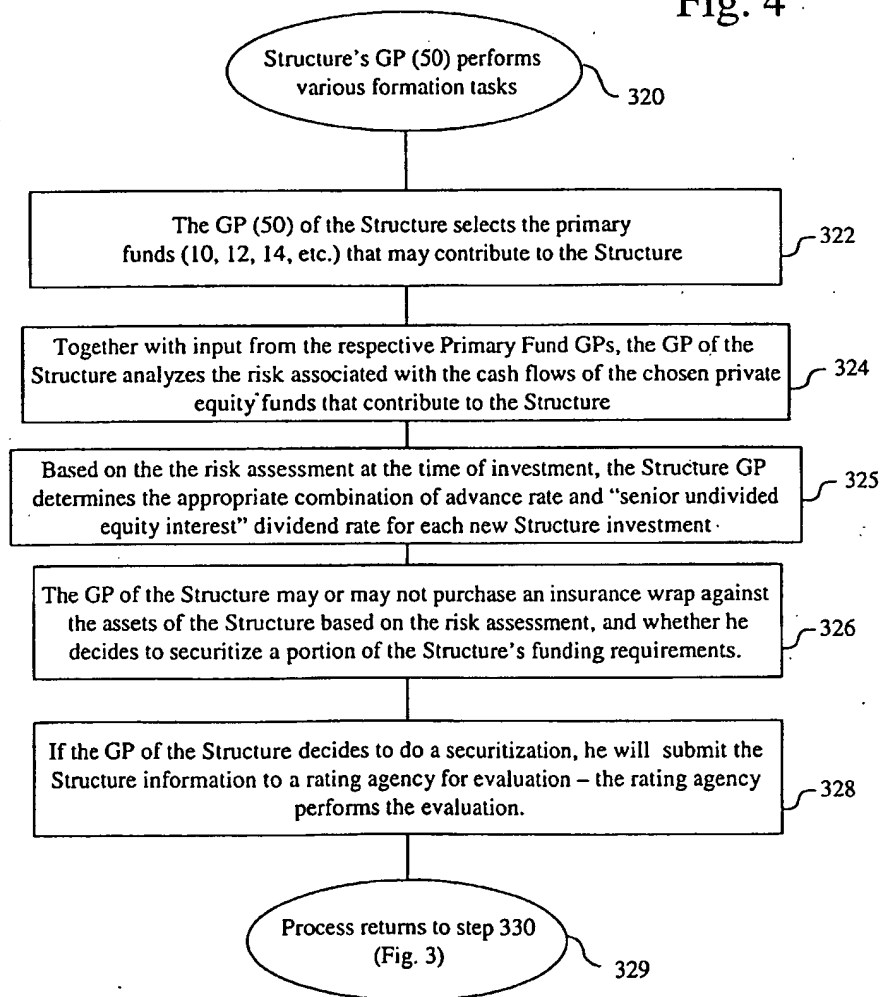 Fig. 4
Structure's GP (50) performs
various formation tasks
320
The GP (50) of the Structure selects the primary
funds (10, 12, 14, etc.) that may contribute to the Structure
322
Together with input from the respective Primary Fund GPs, the GP of the
Structure analyzes the risk associated with the cash flows of the chosen private
equity funds that contribute to the Structure
324
Based on the the risk assessment at the time of investment, the Structure GP
determines the appropriate combination of advance rate and “senior undivided
equity interest” dividend rate for each new Structure investment
325
The GP of the Structure may or may not purchase an insurance wrap against
the assets of the Structure based on the risk assessment, and whether he
decides to securitize a portion of the Structure's funding requirements.
326
If the GP of the Structure decides to do a securitization, he will submit the
Structure information to a rating agency for evaluation – the rating agency
performs the evaluation.
328
Process returns to step 330
(Fig. 3)
329